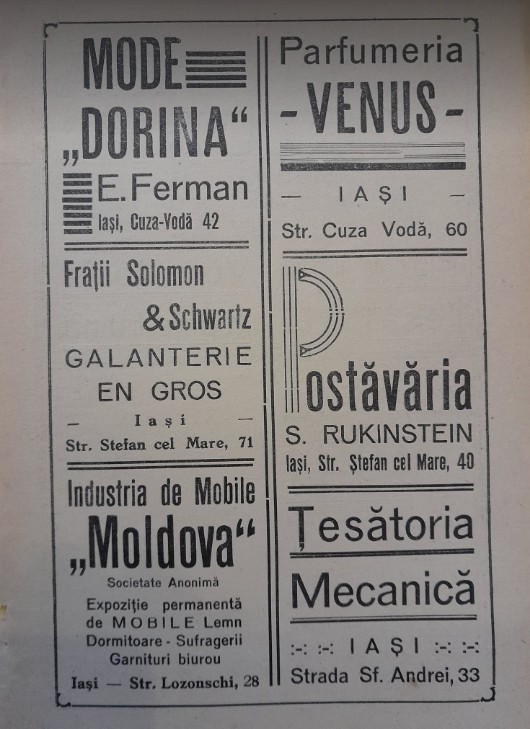 MODE
„DORINA“
E. Ferman
Iași, Cuza-Vodă 42
Frații Solomon
& Schwartz
GALANTERIE
EN GROS
– Iași –
Str. Stefan cel Mare, 71
Industria de Mobile
„Moldova“
Societate Anonimă
Expoziție permanentă
de MOBILE Lemn
Dormitoare - Sufragerii
Garnituri biurou
Iași — Str. Lozonschi, 28
Parfumeria
- VENUS -
— IAȘI —
Str. Cuza Vodă, 60
Postăvăria
S. RUKINSTEIN
Iași, Str. Ștefan cel Mare, 40
Țesătoria
Mecanică
:-: :-: IAȘI :-: :-:
Strada Sf. Andrei, 33